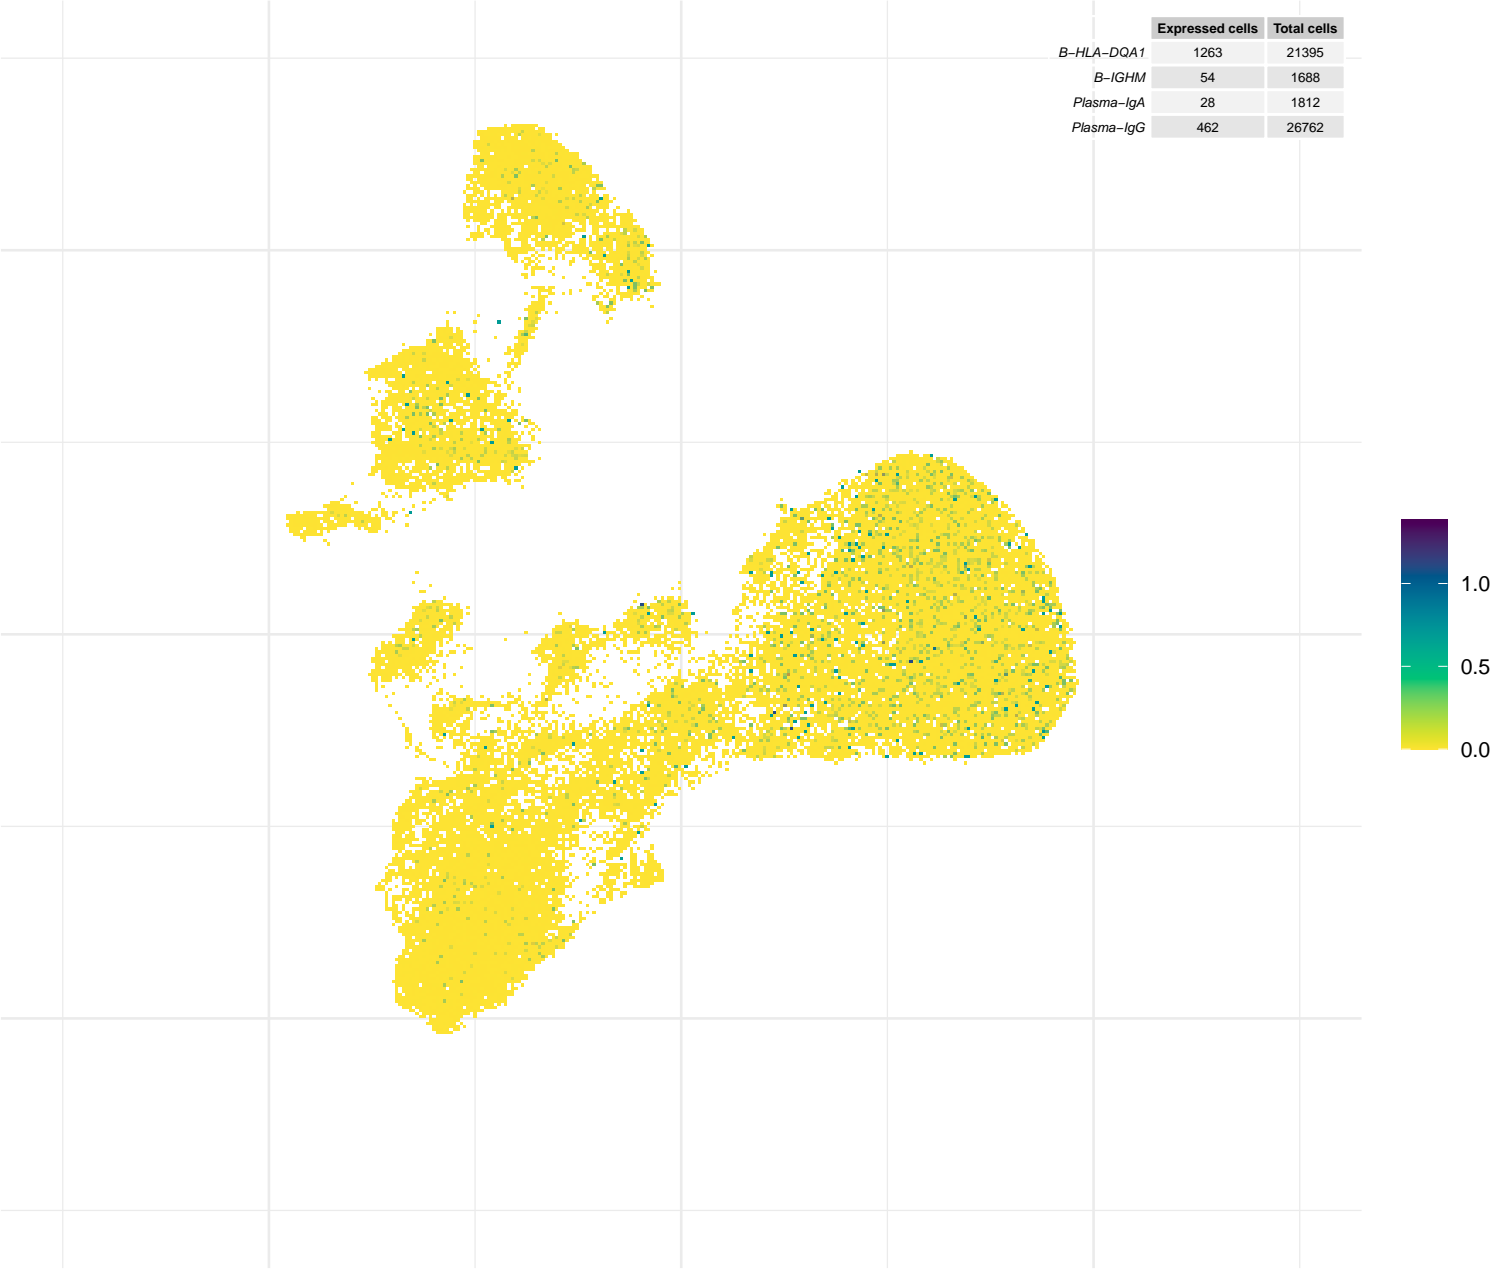 Expressed cells Total cells
B−HLA−DQA1 1263 21395
B−IGHM 54 1688
Plasma−IgA 28 1812
Plasma−IgG 462 26762
1.0
0.5
0.0